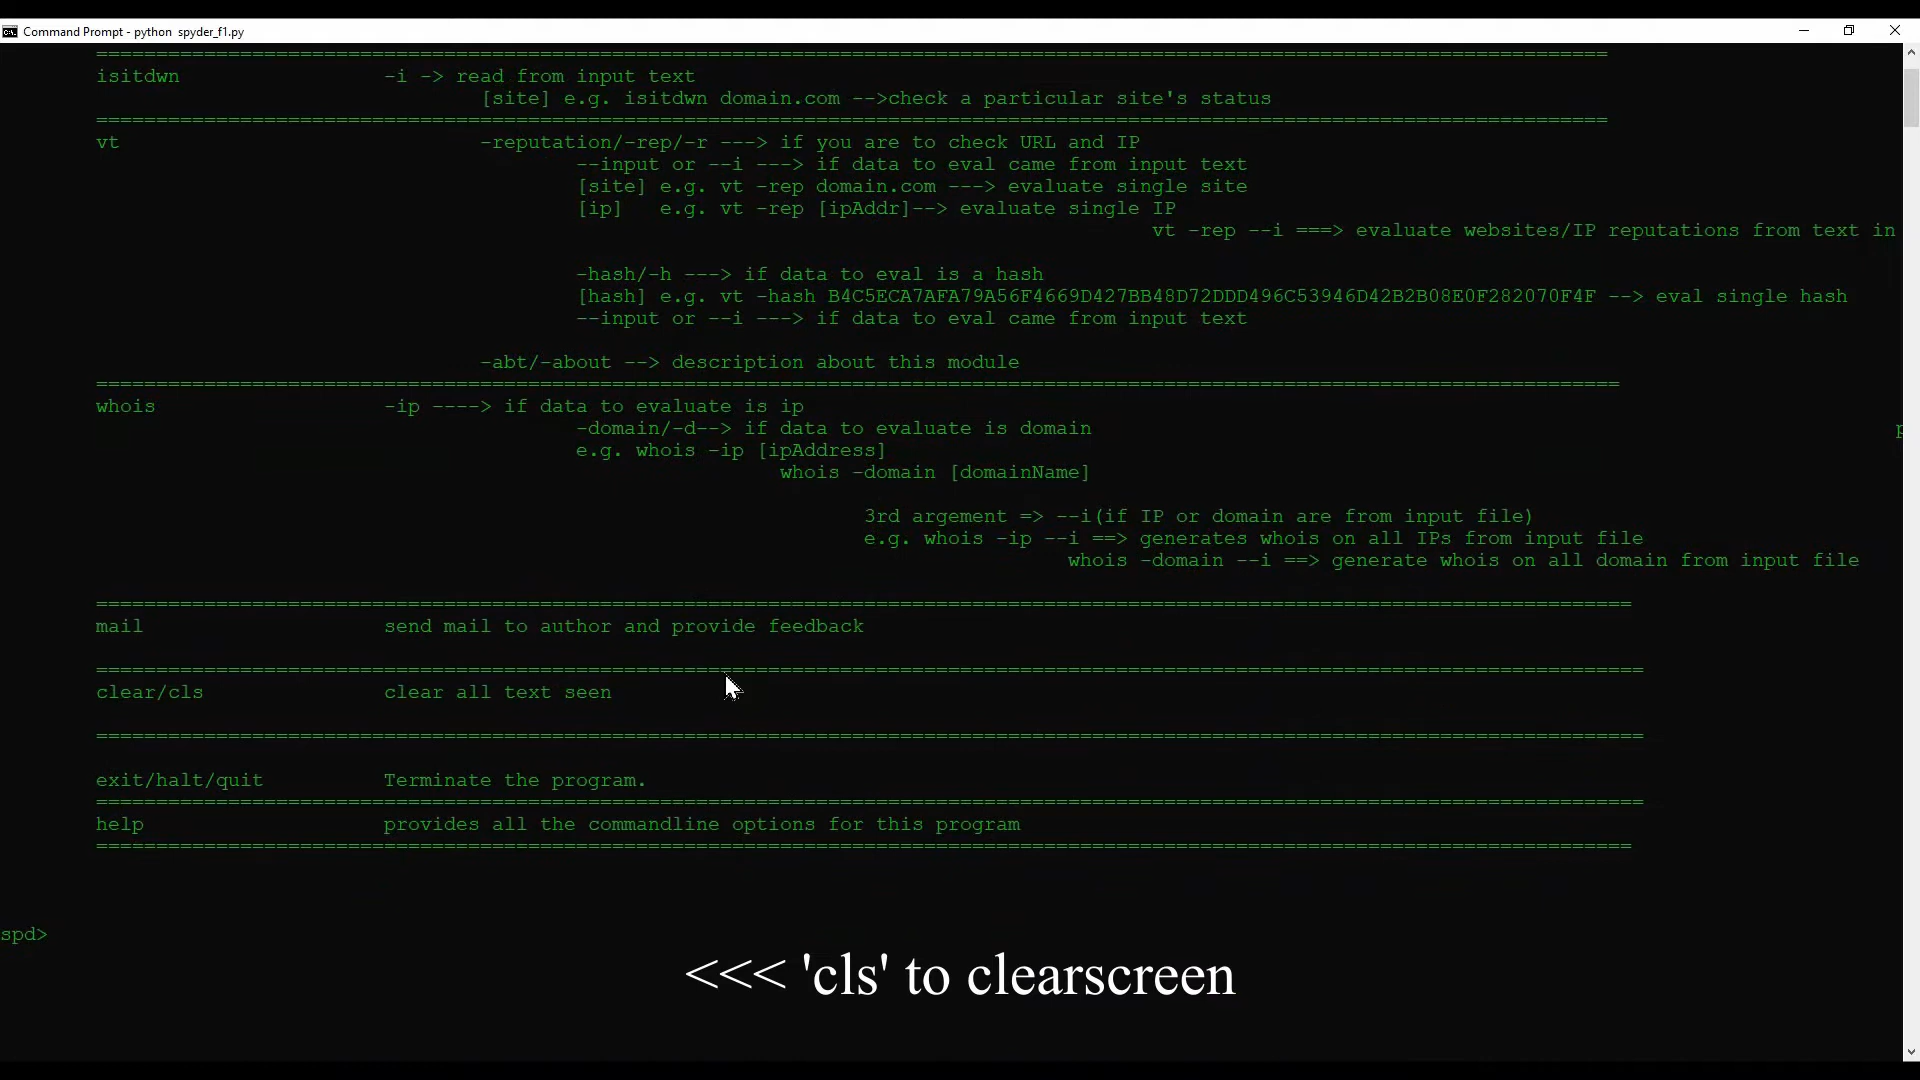 Command Prompt - python  spyder_f1.py
isitdwn -i -> read from input text
[site] e.g. isitdwn domain.com -->check a particular site's status
vt -reputation/-rep/-r ---> if you are to check URL and IP
--input or --i ---> if data to eval came from input text
[site] e.g. vt -rep domain.com ---> evaluate single site
[ip]   e.g. vt -rep [ipAddr]--> evaluate single IP
vt -rep --i ===> evaluate websites/IP reputations from text in
-hash/-h ---> if data to eval is a hash
[hash] e.g. vt -hash B4C5ECA7AFA79A56F4669D427BB48D72DDD496C53946D42B2B08E0F282070F4F --> eval single hash
--input or --i ---> if data to eval came from input text
-abt/-about --> description about this module
whois -ip ----> if data to evaluate is ip
-domain/-d--> if data to evaluate is domain
e.g. whois -ip [ipAddress]
whois -domain [domainName]
3rd argement => --i(if IP or domain are from input file)
e.g. whois -ip --i ==> generates whois on all IPs from input file
whois -domain --i ==> generate whois on all domain from input file
mail send mail to author and provide feedback
clear/cls clear all text seen
exit/halt/quit Terminate the program.
help provides all the commandline options for this program
spd>
<<< 'cls' to clearscreen